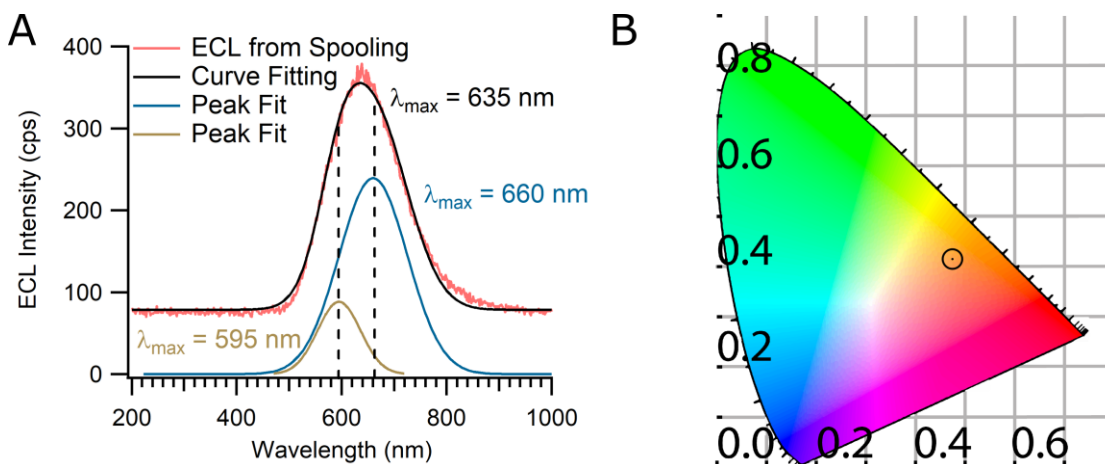 A
ECL Intensity (cps)
400
300
200
100
0
ECL from Spooling
Curve Fitting
Peak Fit
Peak Fit
λmax = 635 nm
λmax = 660 nm
λmax = 595 nm
200 400 600 800 1000
Wavelength (nm)
B
0.8
0.6
0.4
0.2
0.0 0.2 0.4 0.6